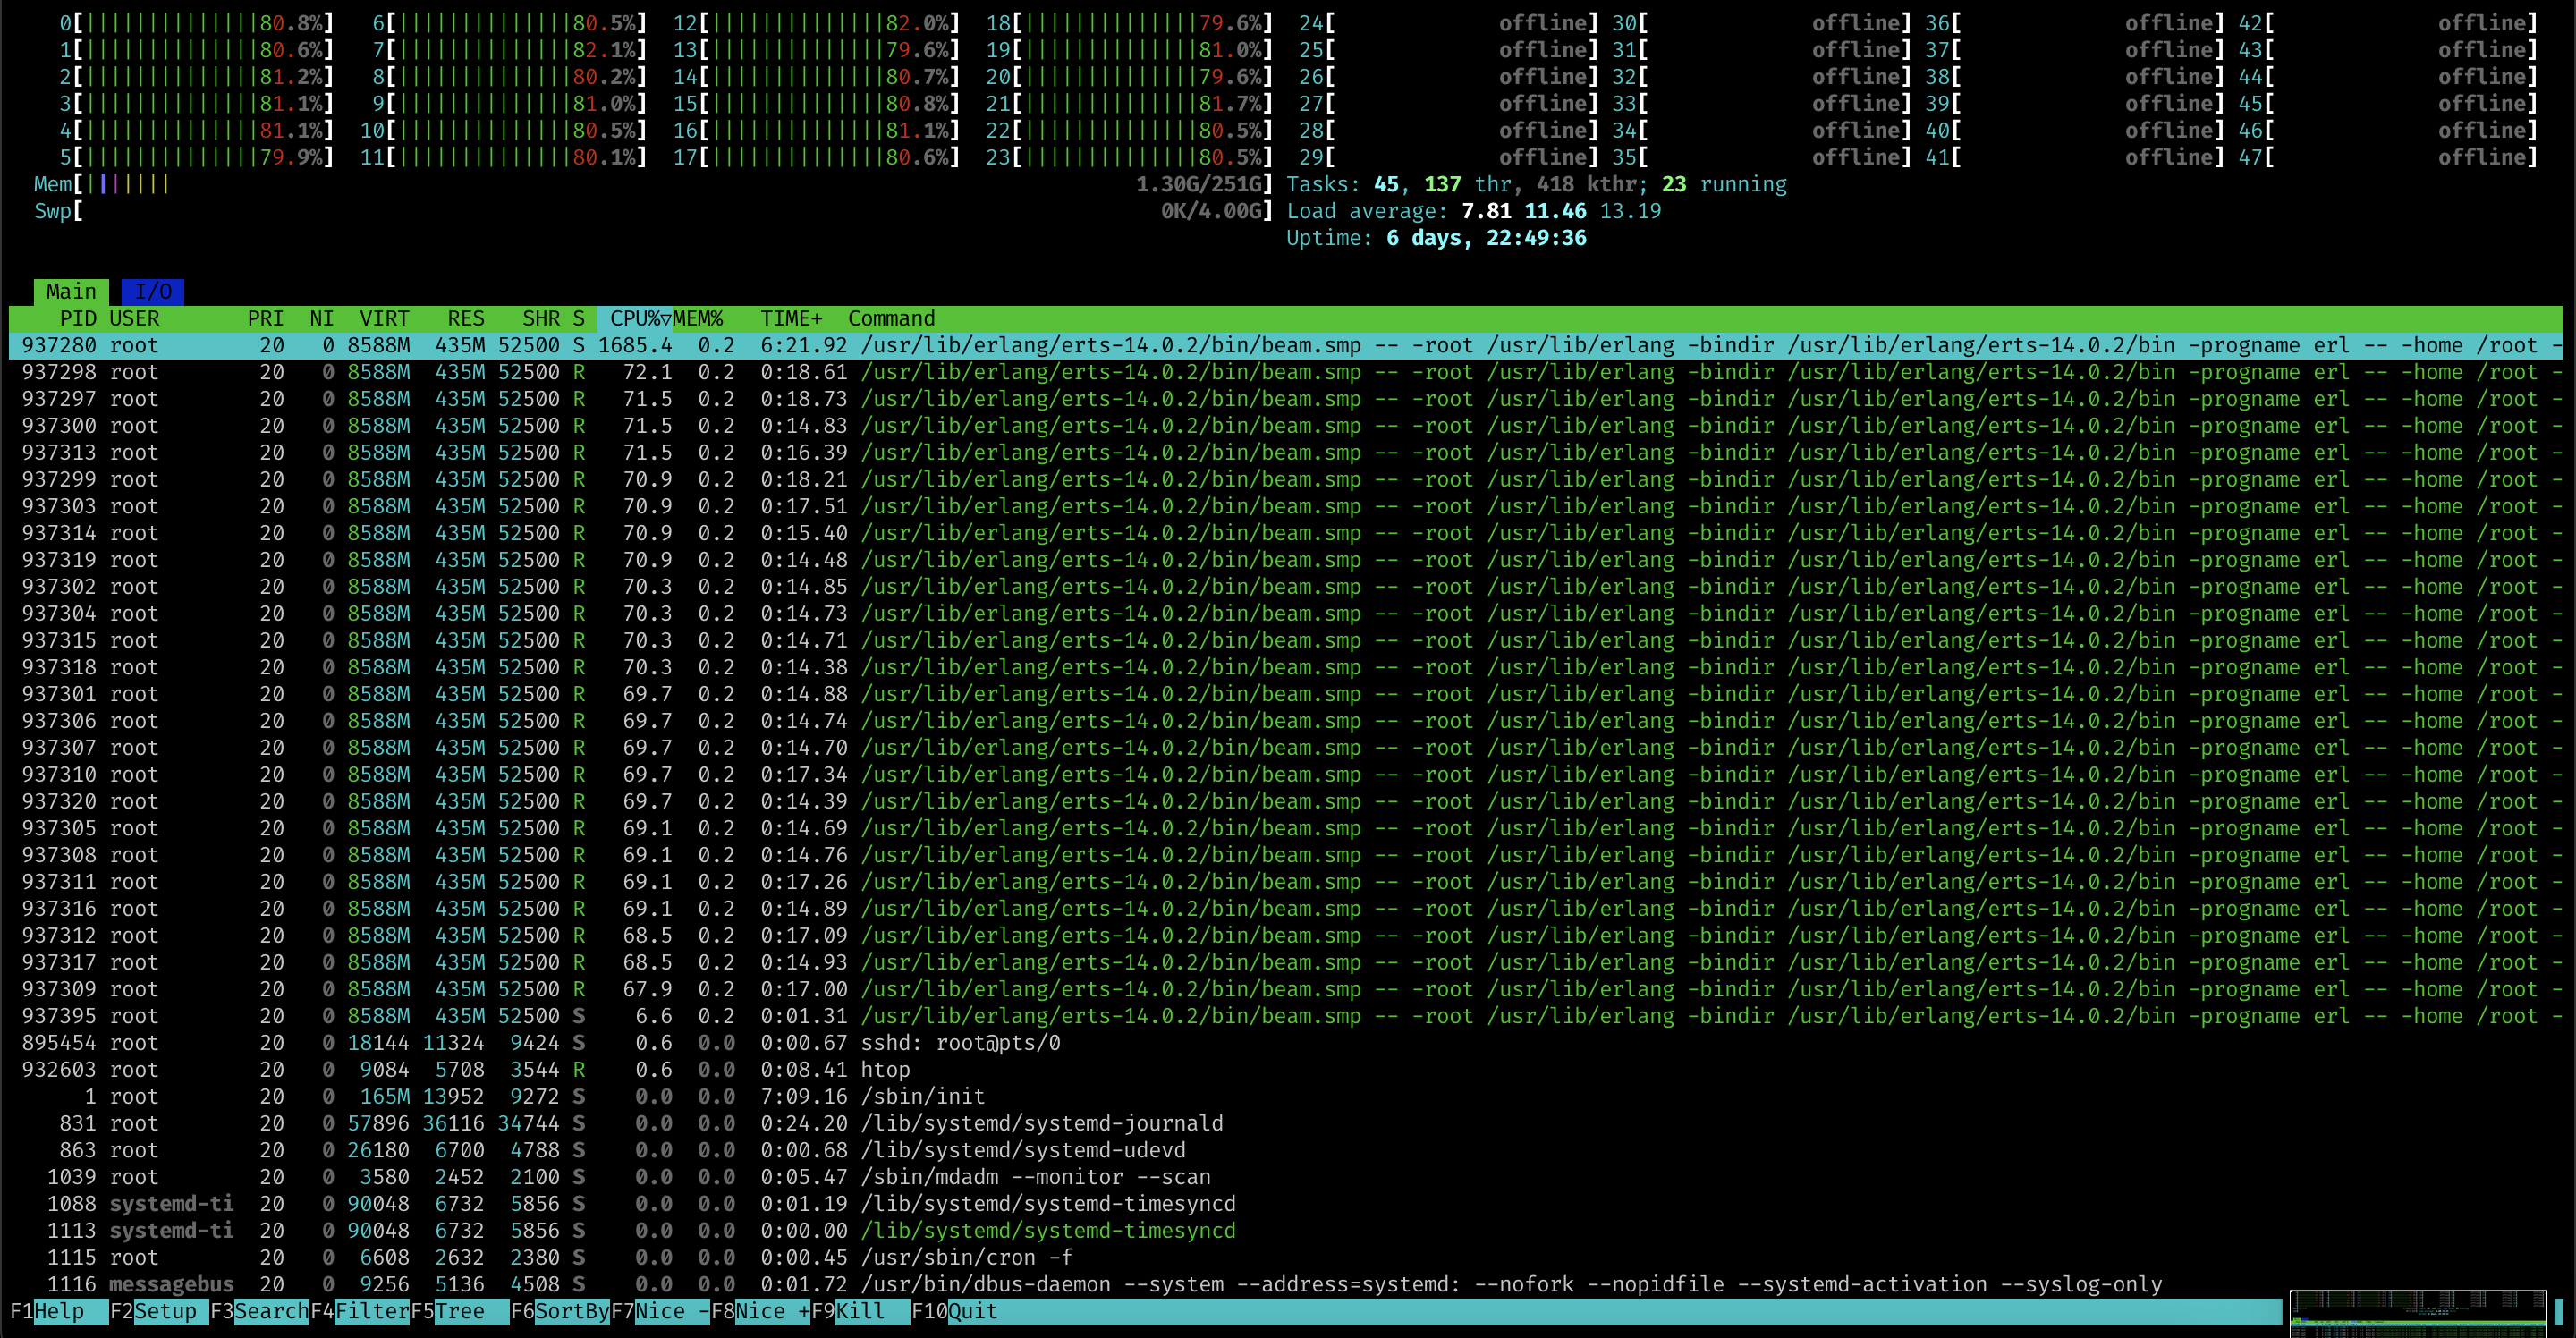 0[||||||||||||||80.8%] 6[||||||||||||||80.5%] 12[||||||||||||||82.0%] 18[||||||||||||||79.6%] 24[ offline] 30[ offline] 36[ offline] 42[ offline]
1[||||||||||||||80.6%] 7[||||||||||||||82.1%] 13[||||||||||||||79.6%] 19[||||||||||||||81.0%] 25[ offline] 31[ offline] 37[ offline] 43[ offline]
2[||||||||||||||81.2%] 8[||||||||||||||80.2%] 14[||||||||||||||80.7%] 20[||||||||||||||79.6%] 26[ offline] 32[ offline] 38[ offline] 44[ offline]
3[||||||||||||||81.1%] 9[||||||||||||||81.0%] 15[||||||||||||||80.8%] 21[||||||||||||||81.7%] 27[ offline] 33[ offline] 39[ offline] 45[ offline]
4[||||||||||||||81.1%] 10[||||||||||||||80.5%] 16[||||||||||||||81.1%] 22[||||||||||||||80.5%] 28[ offline] 34[ offline] 40[ offline] 46[ offline]
5[||||||||||||||79.9%] 11[||||||||||||||80.1%] 17[||||||||||||||80.6%] 23[||||||||||||||80.5%] 29[ offline] 35[ offline] 41[ offline] 47[ offline]
Mem[||||||| 1.30G/251G] Tasks: 45, 137 thr, 418 kthr; 23 running
Swp[ 0K/4.00G] Load average: 7.81 11.46 13.19
Uptime: 6 days, 22:49:36
Main I/O
PID USER PRI NI VIRT RES SHR S CPU%▽MEM% TIME+ Command
937280 root 20 0 8588M 435M 52500 S 1685.4 0.2 6:21.92 /usr/lib/erlang/erts-14.0.2/bin/beam.smp -- -root /usr/lib/erlang -bindir /usr/lib/erlang/erts-14.0.2/bin -progname erl -- -home /root -
937298 root 20 0 8588M 435M 52500 R 72.1 0.2 0:18.61 /usr/lib/erlang/erts-14.0.2/bin/beam.smp -- -root /usr/lib/erlang -bindir /usr/lib/erlang/erts-14.0.2/bin -progname erl -- -home /root -
937297 root 20 0 8588M 435M 52500 R 71.5 0.2 0:18.73 /usr/lib/erlang/erts-14.0.2/bin/beam.smp -- -root /usr/lib/erlang -bindir /usr/lib/erlang/erts-14.0.2/bin -progname erl -- -home /root -
937300 root 20 0 8588M 435M 52500 R 71.5 0.2 0:14.83 /usr/lib/erlang/erts-14.0.2/bin/beam.smp -- -root /usr/lib/erlang -bindir /usr/lib/erlang/erts-14.0.2/bin -progname erl -- -home /root -
937313 root 20 0 8588M 435M 52500 R 71.5 0.2 0:16.39 /usr/lib/erlang/erts-14.0.2/bin/beam.smp -- -root /usr/lib/erlang -bindir /usr/lib/erlang/erts-14.0.2/bin -progname erl -- -home /root -
937299 root 20 0 8588M 435M 52500 R 70.9 0.2 0:18.21 /usr/lib/erlang/erts-14.0.2/bin/beam.smp -- -root /usr/lib/erlang -bindir /usr/lib/erlang/erts-14.0.2/bin -progname erl -- -home /root -
937303 root 20 0 8588M 435M 52500 R 70.9 0.2 0:17.51 /usr/lib/erlang/erts-14.0.2/bin/beam.smp -- -root /usr/lib/erlang -bindir /usr/lib/erlang/erts-14.0.2/bin -progname erl -- -home /root -
937314 root 20 0 8588M 435M 52500 R 70.9 0.2 0:15.40 /usr/lib/erlang/erts-14.0.2/bin/beam.smp -- -root /usr/lib/erlang -bindir /usr/lib/erlang/erts-14.0.2/bin -progname erl -- -home /root -
937319 root 20 0 8588M 435M 52500 R 70.9 0.2 0:14.48 /usr/lib/erlang/erts-14.0.2/bin/beam.smp -- -root /usr/lib/erlang -bindir /usr/lib/erlang/erts-14.0.2/bin -progname erl -- -home /root -
937302 root 20 0 8588M 435M 52500 R 70.3 0.2 0:14.85 /usr/lib/erlang/erts-14.0.2/bin/beam.smp -- -root /usr/lib/erlang -bindir /usr/lib/erlang/erts-14.0.2/bin -progname erl -- -home /root -
937304 root 20 0 8588M 435M 52500 R 70.3 0.2 0:14.73 /usr/lib/erlang/erts-14.0.2/bin/beam.smp -- -root /usr/lib/erlang -bindir /usr/lib/erlang/erts-14.0.2/bin -progname erl -- -home /root -
937315 root 20 0 8588M 435M 52500 R 70.3 0.2 0:14.71 /usr/lib/erlang/erts-14.0.2/bin/beam.smp -- -root /usr/lib/erlang -bindir /usr/lib/erlang/erts-14.0.2/bin -progname erl -- -home /root -
937318 root 20 0 8588M 435M 52500 R 70.3 0.2 0:14.38 /usr/lib/erlang/erts-14.0.2/bin/beam.smp -- -root /usr/lib/erlang -bindir /usr/lib/erlang/erts-14.0.2/bin -progname erl -- -home /root -
937301 root 20 0 8588M 435M 52500 R 69.7 0.2 0:14.88 /usr/lib/erlang/erts-14.0.2/bin/beam.smp -- -root /usr/lib/erlang -bindir /usr/lib/erlang/erts-14.0.2/bin -progname erl -- -home /root -
937306 root 20 0 8588M 435M 52500 R 69.7 0.2 0:14.74 /usr/lib/erlang/erts-14.0.2/bin/beam.smp -- -root /usr/lib/erlang -bindir /usr/lib/erlang/erts-14.0.2/bin -progname erl -- -home /root -
937307 root 20 0 8588M 435M 52500 R 69.7 0.2 0:14.70 /usr/lib/erlang/erts-14.0.2/bin/beam.smp -- -root /usr/lib/erlang -bindir /usr/lib/erlang/erts-14.0.2/bin -progname erl -- -home /root -
937310 root 20 0 8588M 435M 52500 R 69.7 0.2 0:17.34 /usr/lib/erlang/erts-14.0.2/bin/beam.smp -- -root /usr/lib/erlang -bindir /usr/lib/erlang/erts-14.0.2/bin -progname erl -- -home /root -
937320 root 20 0 8588M 435M 52500 R 69.7 0.2 0:14.39 /usr/lib/erlang/erts-14.0.2/bin/beam.smp -- -root /usr/lib/erlang -bindir /usr/lib/erlang/erts-14.0.2/bin -progname erl -- -home /root -
937305 root 20 0 8588M 435M 52500 R 69.1 0.2 0:14.69 /usr/lib/erlang/erts-14.0.2/bin/beam.smp -- -root /usr/lib/erlang -bindir /usr/lib/erlang/erts-14.0.2/bin -progname erl -- -home /root -
937308 root 20 0 8588M 435M 52500 R 69.1 0.2 0:14.76 /usr/lib/erlang/erts-14.0.2/bin/beam.smp -- -root /usr/lib/erlang -bindir /usr/lib/erlang/erts-14.0.2/bin -progname erl -- -home /root -
937311 root 20 0 8588M 435M 52500 R 69.1 0.2 0:17.26 /usr/lib/erlang/erts-14.0.2/bin/beam.smp -- -root /usr/lib/erlang -bindir /usr/lib/erlang/erts-14.0.2/bin -progname erl -- -home /root -
937316 root 20 0 8588M 435M 52500 R 69.1 0.2 0:14.89 /usr/lib/erlang/erts-14.0.2/bin/beam.smp -- -root /usr/lib/erlang -bindir /usr/lib/erlang/erts-14.0.2/bin -progname erl -- -home /root -
937312 root 20 0 8588M 435M 52500 R 68.5 0.2 0:17.09 /usr/lib/erlang/erts-14.0.2/bin/beam.smp -- -root /usr/lib/erlang -bindir /usr/lib/erlang/erts-14.0.2/bin -progname erl -- -home /root -
937317 root 20 0 8588M 435M 52500 R 68.5 0.2 0:14.93 /usr/lib/erlang/erts-14.0.2/bin/beam.smp -- -root /usr/lib/erlang -bindir /usr/lib/erlang/erts-14.0.2/bin -progname erl -- -home /root -
937309 root 20 0 8588M 435M 52500 R 67.9 0.2 0:17.00 /usr/lib/erlang/erts-14.0.2/bin/beam.smp -- -root /usr/lib/erlang -bindir /usr/lib/erlang/erts-14.0.2/bin -progname erl -- -home /root -
937395 root 20 0 8588M 435M 52500 S 6.6 0.2 0:01.31 /usr/lib/erlang/erts-14.0.2/bin/beam.smp -- -root /usr/lib/erlang -bindir /usr/lib/erlang/erts-14.0.2/bin -progname erl -- -home /root -
895454 root 20 0 18144 11324 9424 S 0.6 0.0 0:00.67 sshd: root@pts/0
932603 root 20 0 9084 5708 3544 R 0.6 0.0 0:08.41 htop
1 root 20 0 165M 13952 9272 S 0.0 0.0 7:09.16 /sbin/init
831 root 20 0 57896 36116 34744 S 0.0 0.0 0:24.20 /lib/systemd/systemd-journald
863 root 20 0 26180 6700 4788 S 0.0 0.0 0:00.68 /lib/systemd/systemd-udevd
1039 root 20 0 3580 2452 2100 S 0.0 0.0 0:05.47 /sbin/mdadm --monitor --scan
1088 systemd-ti 20 0 90048 6732 5856 S 0.0 0.0 0:01.19 /lib/systemd/systemd-timesyncd
1113 systemd-ti 20 0 90048 6732 5856 S 0.0 0.0 0:00.00 /lib/systemd/systemd-timesyncd
1115 root 20 0 6608 2632 2380 S 0.0 0.0 0:00.45 /usr/sbin/cron -f
1116 messagebus 20 0 9256 5136 4508 S 0.0 0.0 0:01.72 /usr/bin/dbus-daemon --system --address=systemd: --nofork --nopidfile --systemd-activation --syslog-only
F1Help F2Setup F3SearchF4FilterF5Tree F6SortByF7Nice -F8Nice +F9Kill F10Quit